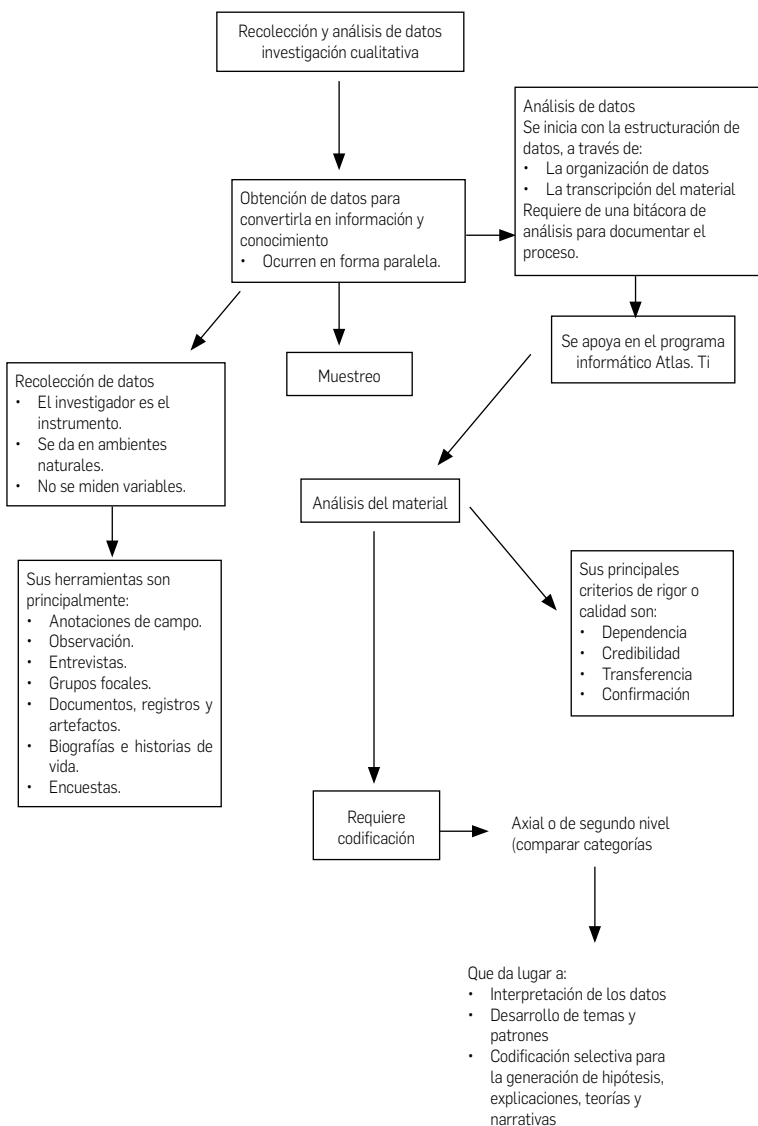 Recolección y análisis de datos
investigación cualitativa
Análisis de datos
Se inicia con la estructuración de
datos, a través de:
• La organización de datos
• La transcripción del material
Requiere de una bitácora de
análisis para documentar el
proceso.
Obtención de datos para
convertirla en información y
conocimiento
• Ocurren en forma paralela.
Se apoya en el programa
informático Atlas. Ti
Muestreo
Recolección de datos
• El investigador es el
instrumento.
• Se da en ambientes
naturales.
• No se miden variables.
Análisis del material
Sus herramientas son
principalmente:
• Anotaciones de campo.
• Observación.
• Entrevistas.
• Grupos focales.
• Documentos, registros y
artefactos.
• Biografías e historias de
vida.
• Encuestas.
Sus principales
criterios de rigor o
calidad son:
• Dependencia
• Credibilidad
• Transferencia
• Confirmación
Requiere
codificación
Axial o de segundo nivel
(comparar categorías
Que da lugar a:
• Interpretación de los datos
• Desarrollo de temas y
patrones
• Codificación selectiva para
la generación de hipótesis,
explicaciones, teorías y
narrativas